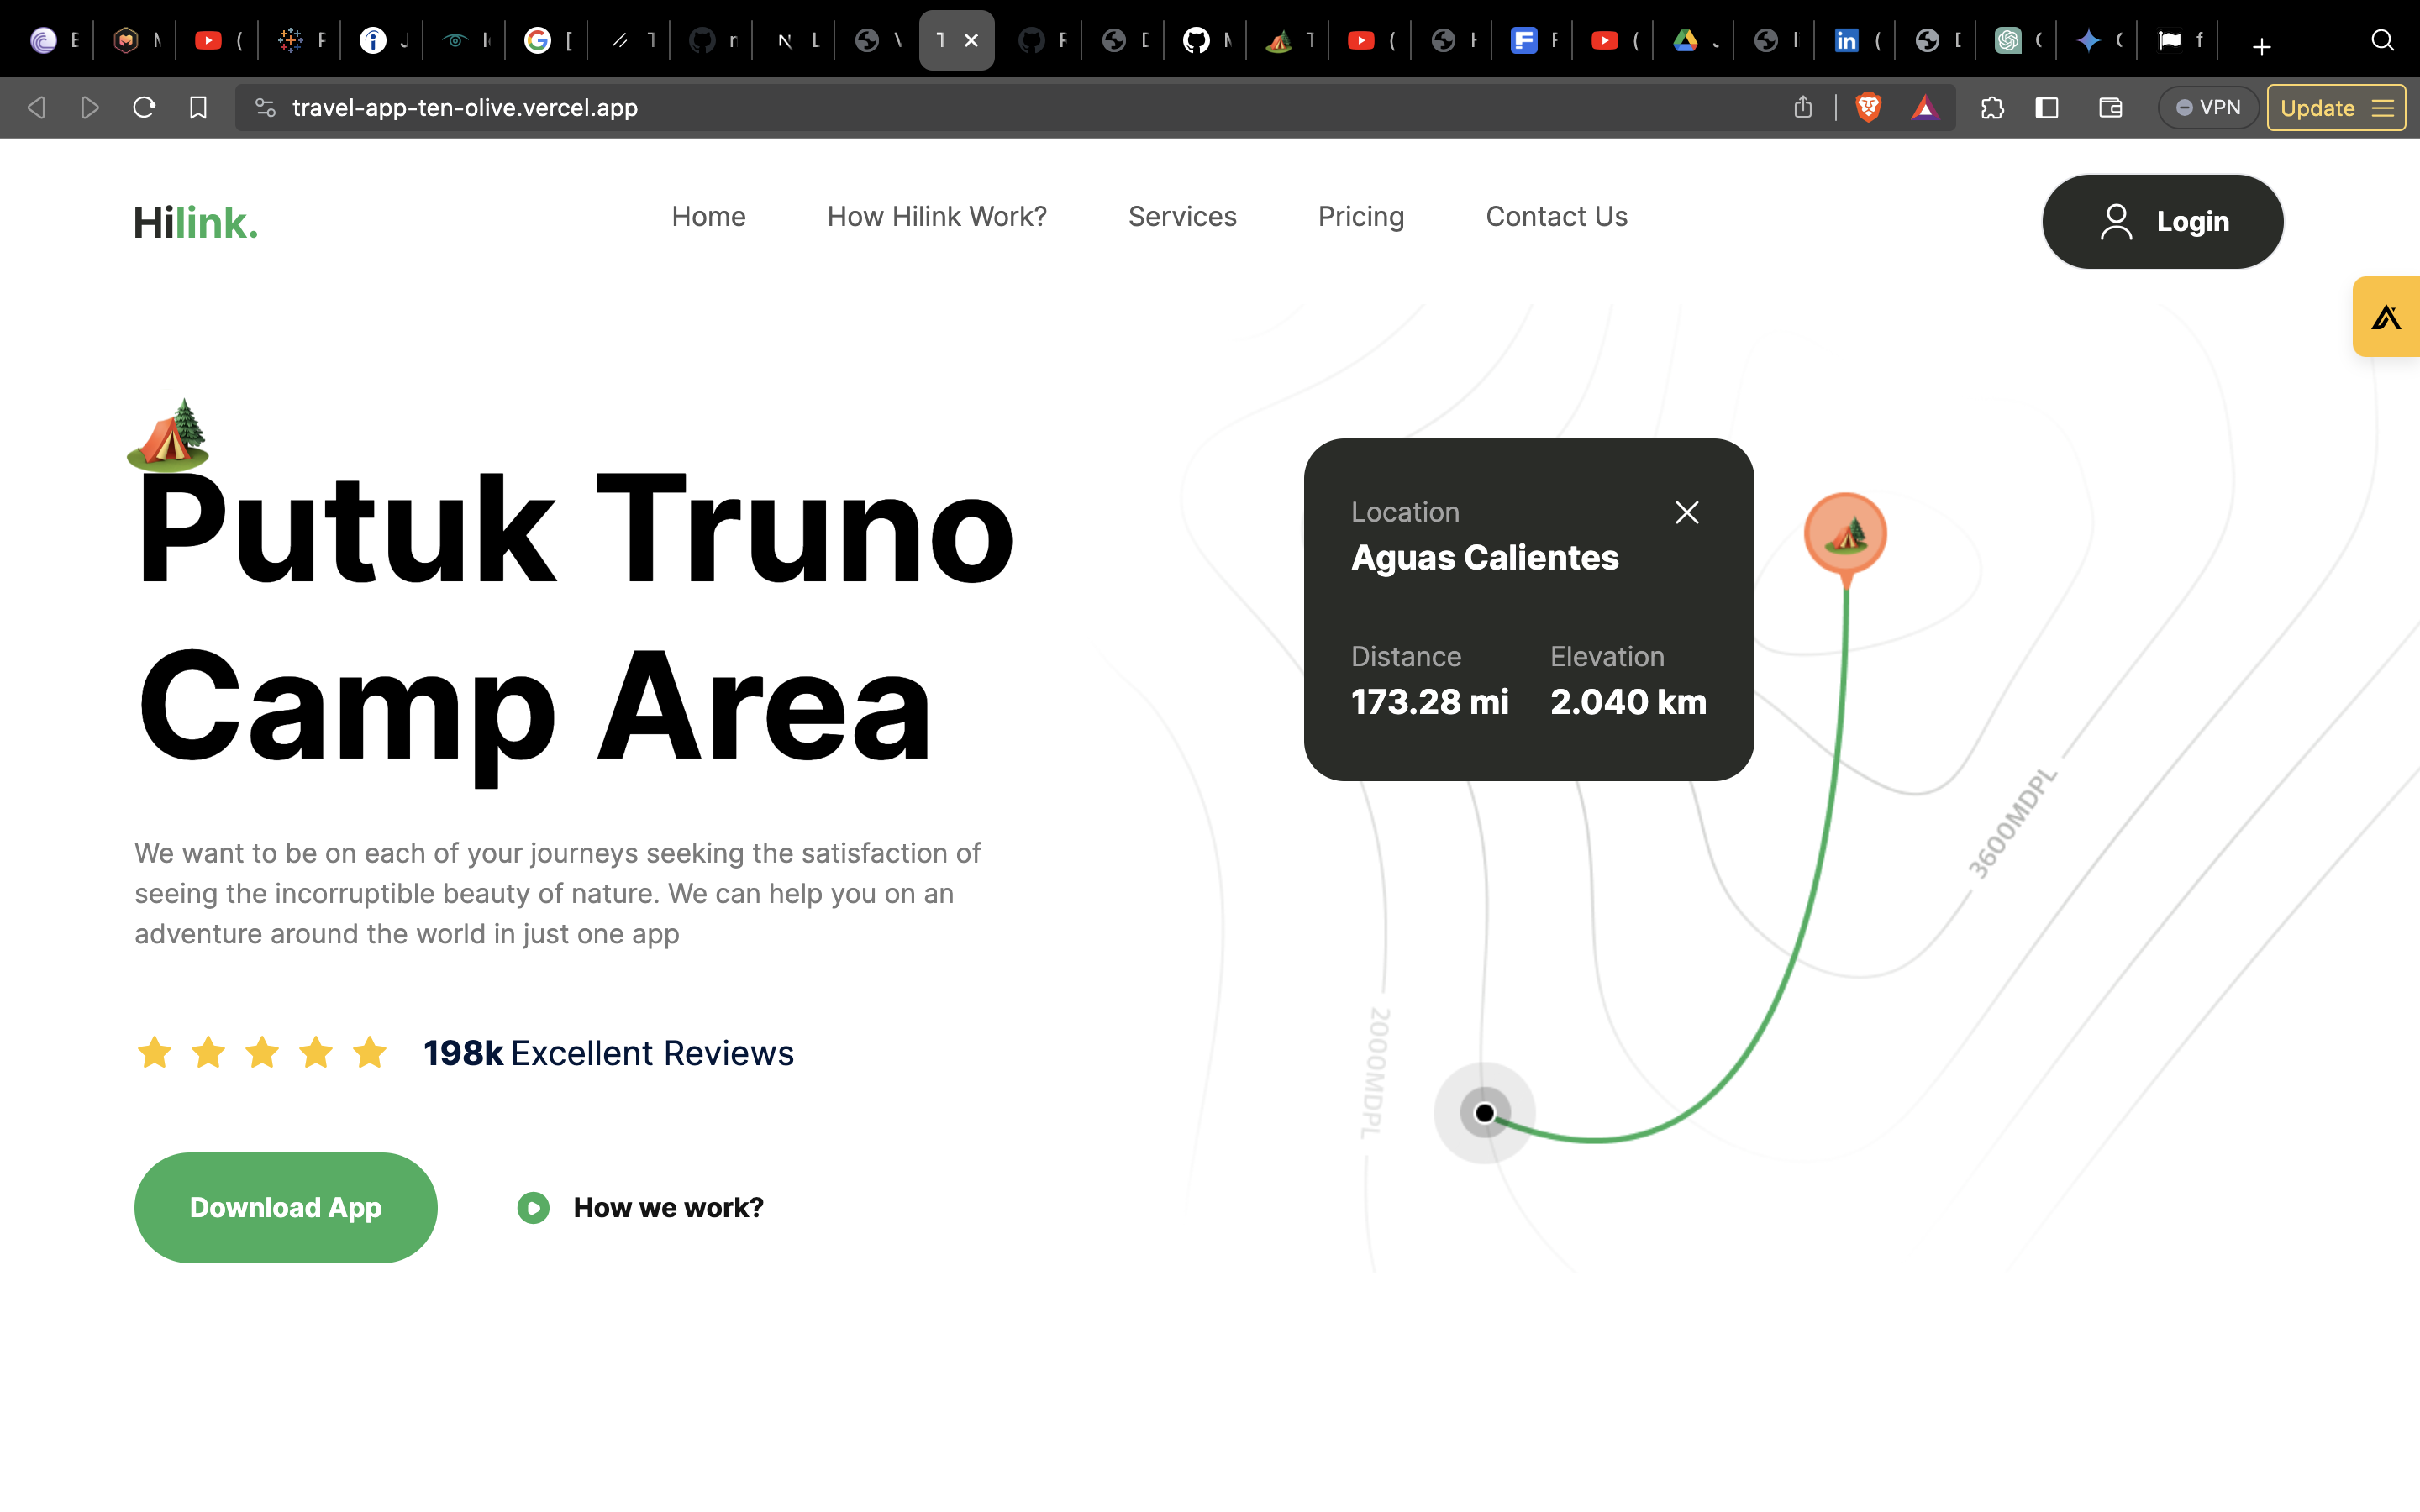 travel-app-ten-olive.vercel.app
VPN
Update
Hilink.
Home
How Hilink Work?
Services
Pricing
Contact Us
Login
Putuk Truno
Camp Area
We want to be on each of your journeys seeking the satisfaction of
seeing the incorruptible beauty of nature. We can help you on an
adventure around the world in just one app
198k Excellent Reviews
Download App
How we work?
Location
Aguas Calientes
Distance
Elevation
173.28 mi
2.040 km
3600MDPL
2000MDPL